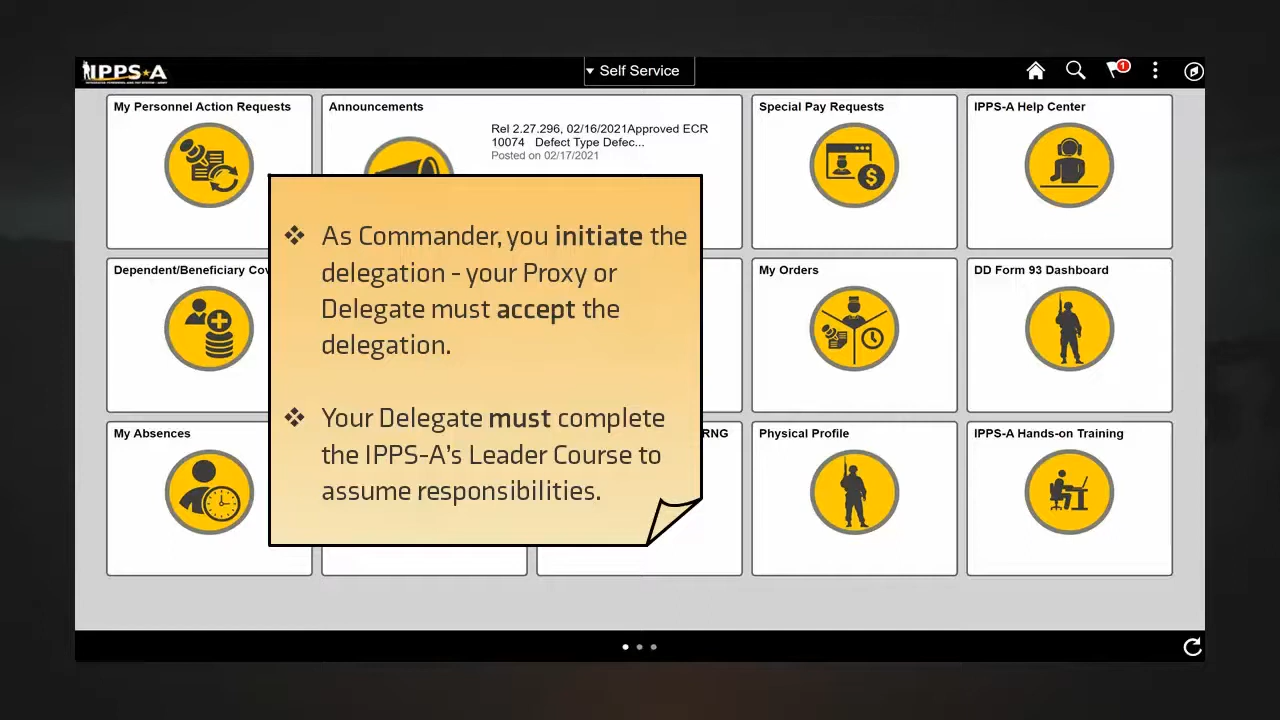 IPPS★A
Self Service
1
My Personnel Action Requests
Announcements
Special Pay Requests
IPPS-A Help Center
Rel 2.27.296, 02/16/2021Approved ECR
10074 Defect Type Defec...
Posted on 02/17/2021
❖ As Commander, you initiate the
delegation - your Proxy or
Delegate must accept the
delegation.
❖ Your Delegate must complete
the IPPS-A's Leader Course to
assume responsibilities.
Dependent/Beneficiary Cov
My Orders
DD Form 93 Dashboard
My Absences
RNG
Physical Profile
IPPS-A Hands-on Training